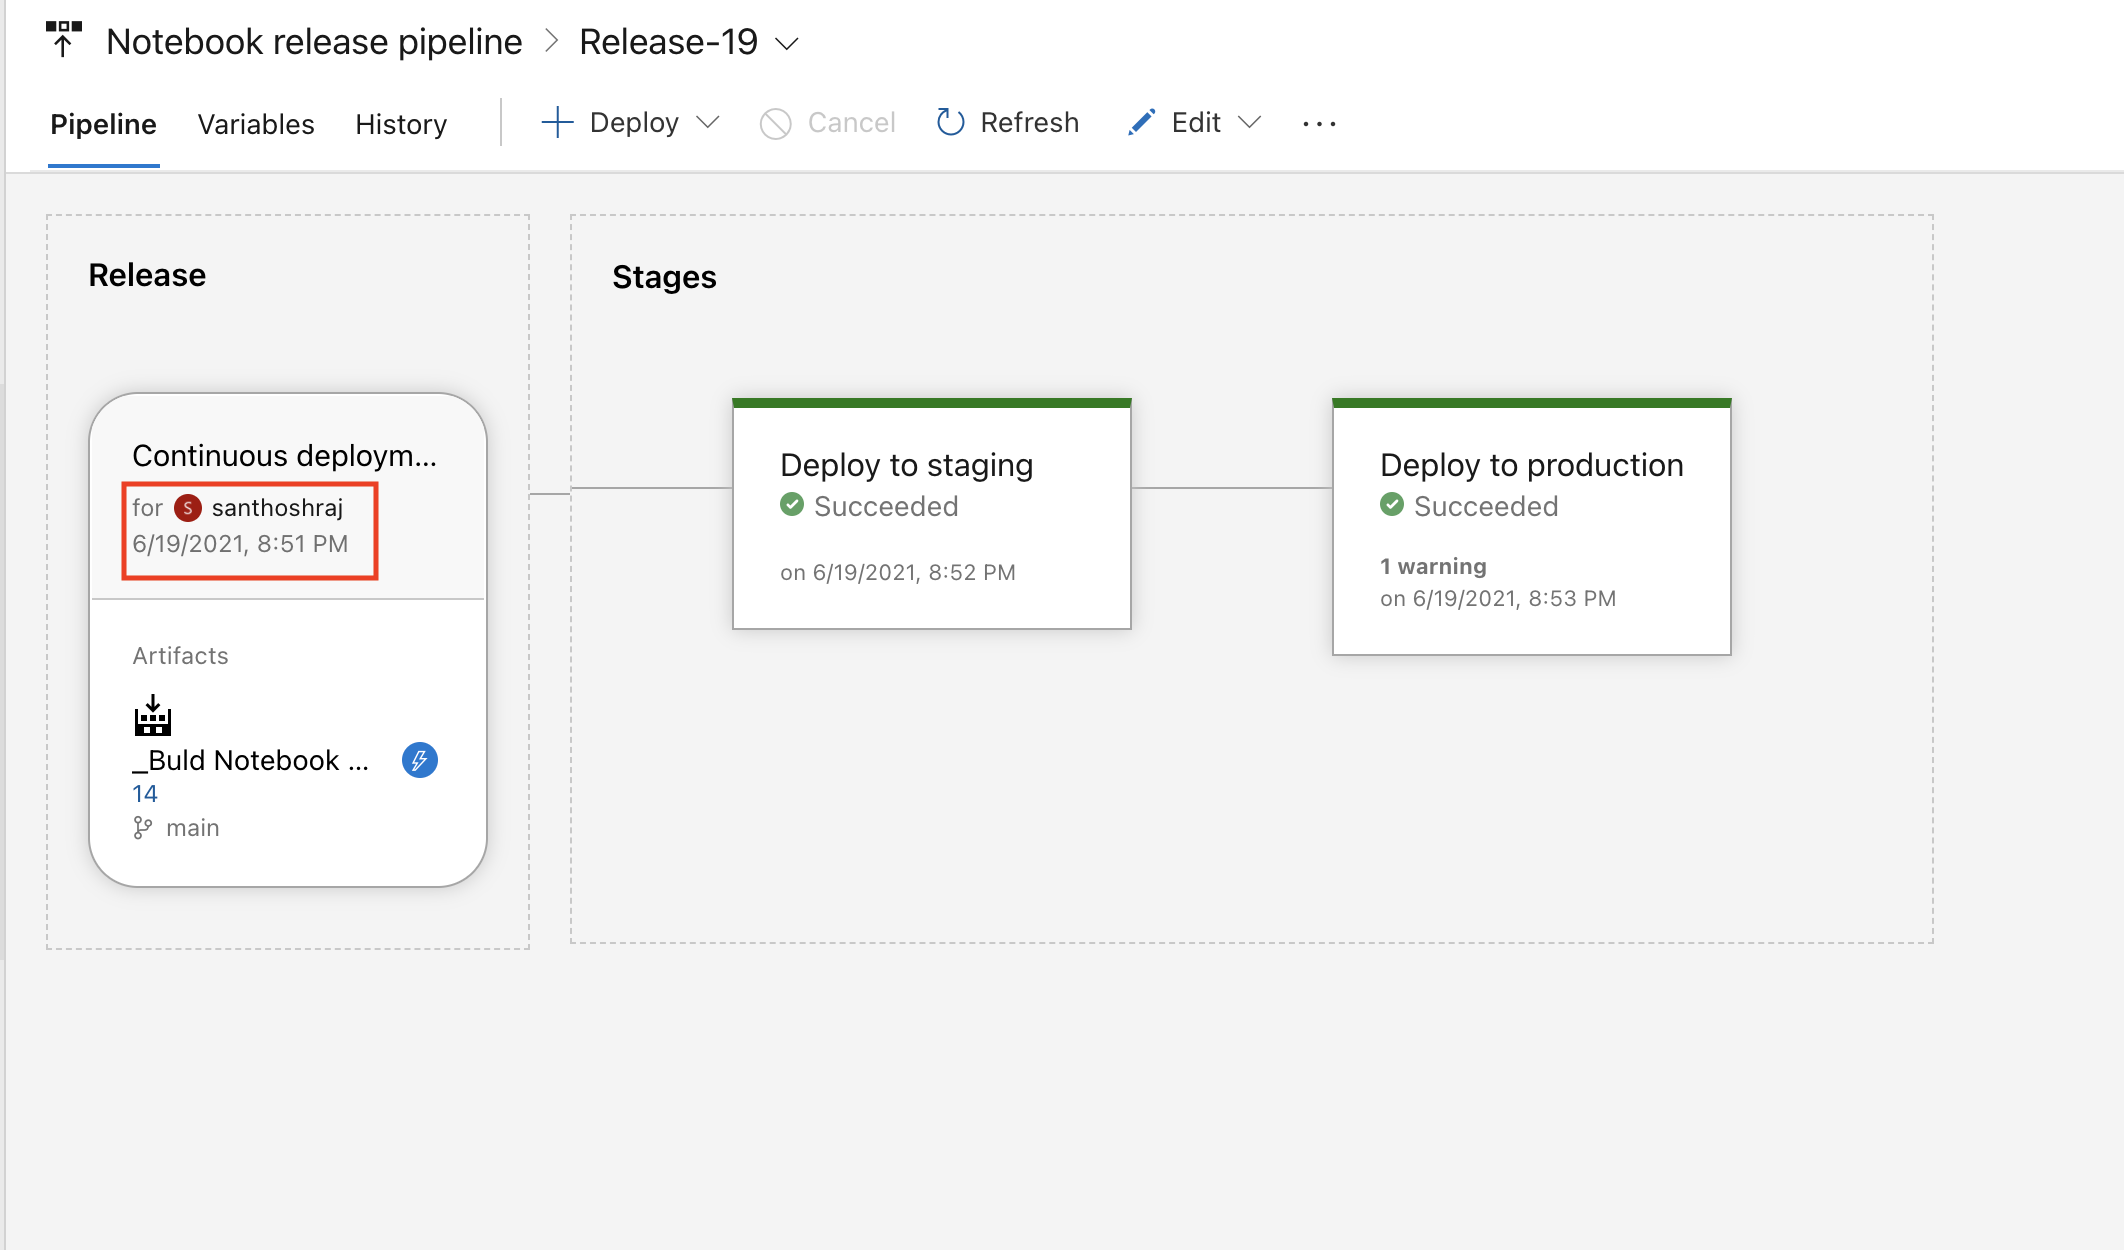 Notebook release pipeline > Release-19
Pipeline Variables History Deploy Cancel Refresh Edit ...
Release
Continuous deploym...
for S santhoshraj
6/19/2021, 8:51 PM
Artifacts
_Buld Notebook ...
14
main
Stages
Deploy to staging
Succeeded
on 6/19/2021, 8:52 PM
Deploy to production
Succeeded
1 warning
on 6/19/2021, 8:53 PM